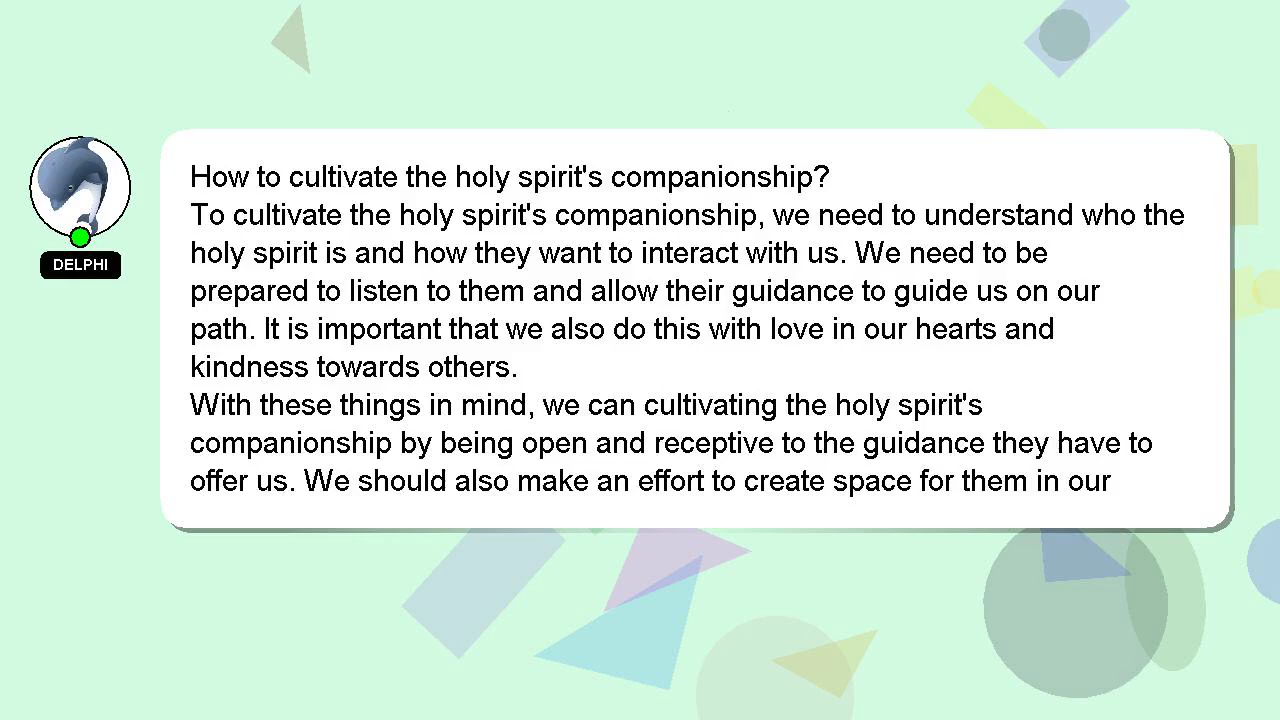 How to cultivate the holy spirit's companionship?
To cultivate the holy spirit's companionship, we need to understand who the
holy spirit is and how they want to interact with us. We need to be
prepared to listen to them and allow their guidance to guide us on our
path. It is important that we also do this with love in our hearts and
kindness towards others.
With these things in mind, we can cultivating the holy spirit's
companionship by being open and receptive to the guidance they have to
offer us. We should also make an effort to create space for them in our
DELPHI